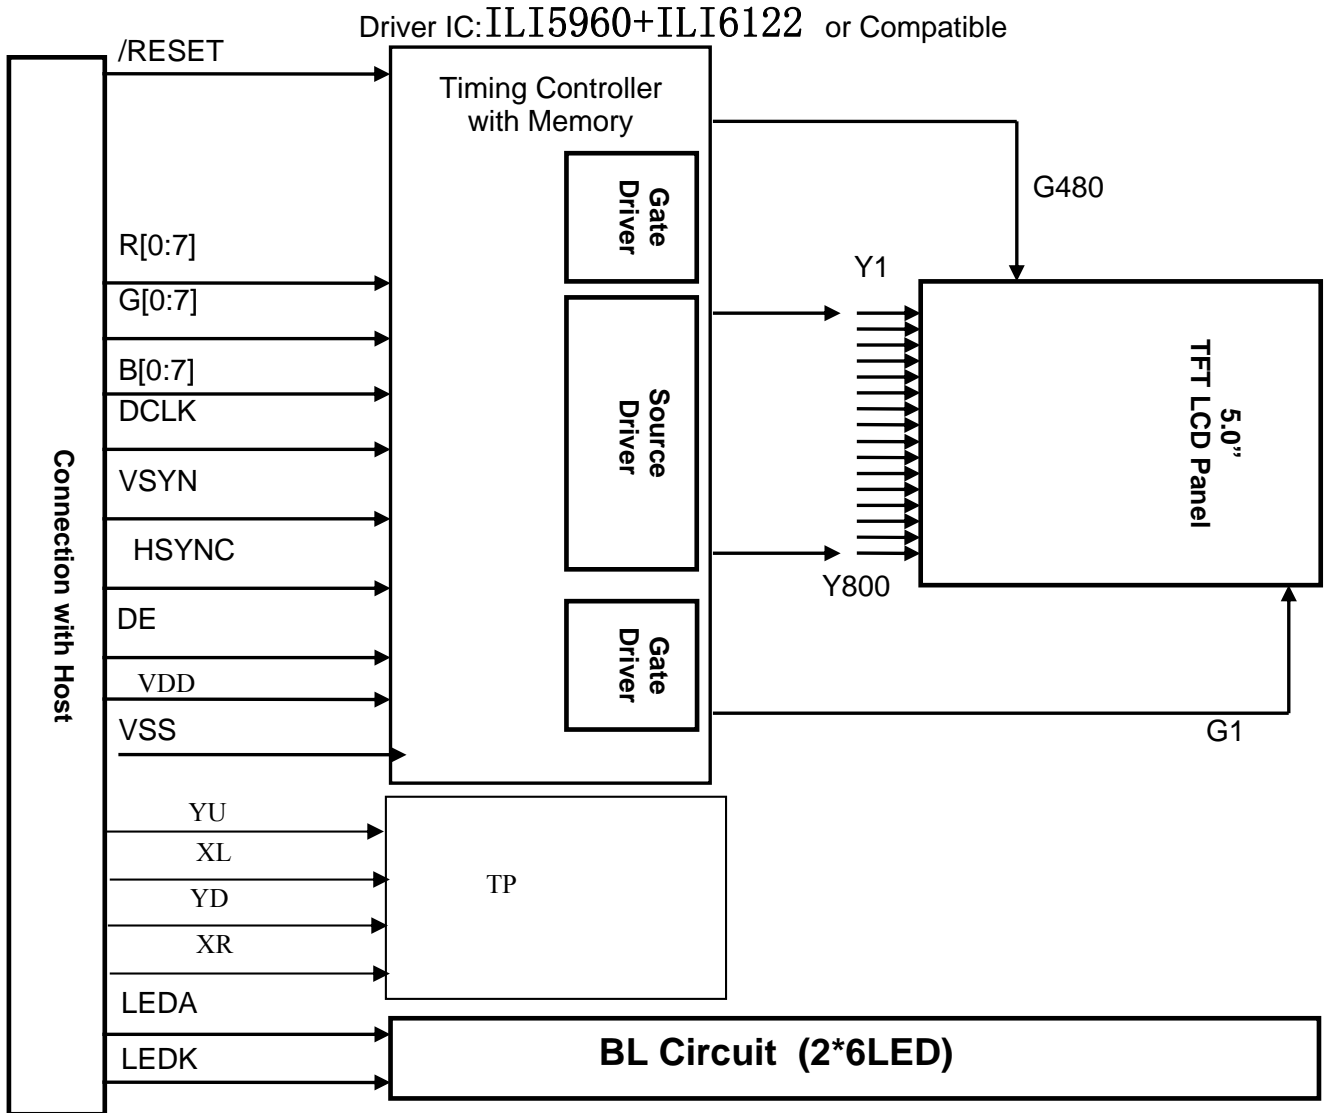 Driver IC:ILI5960+ILI6122 or Compatible
/RESET
Timing Controller
with Memory
Gate
Driver
G480
R[0:7]
Y1
G[0:7]
B[0:7]
DCLK
Source
Driver
5.0”
TFT LCD Panel
Connection with Host
VSYN
HSYNC
Y800
DE
Gate
Driver
VDD
VSS
G1
YU
XL
TP
YD
XR
LEDA
BL Circuit (2*6LED)
LEDK